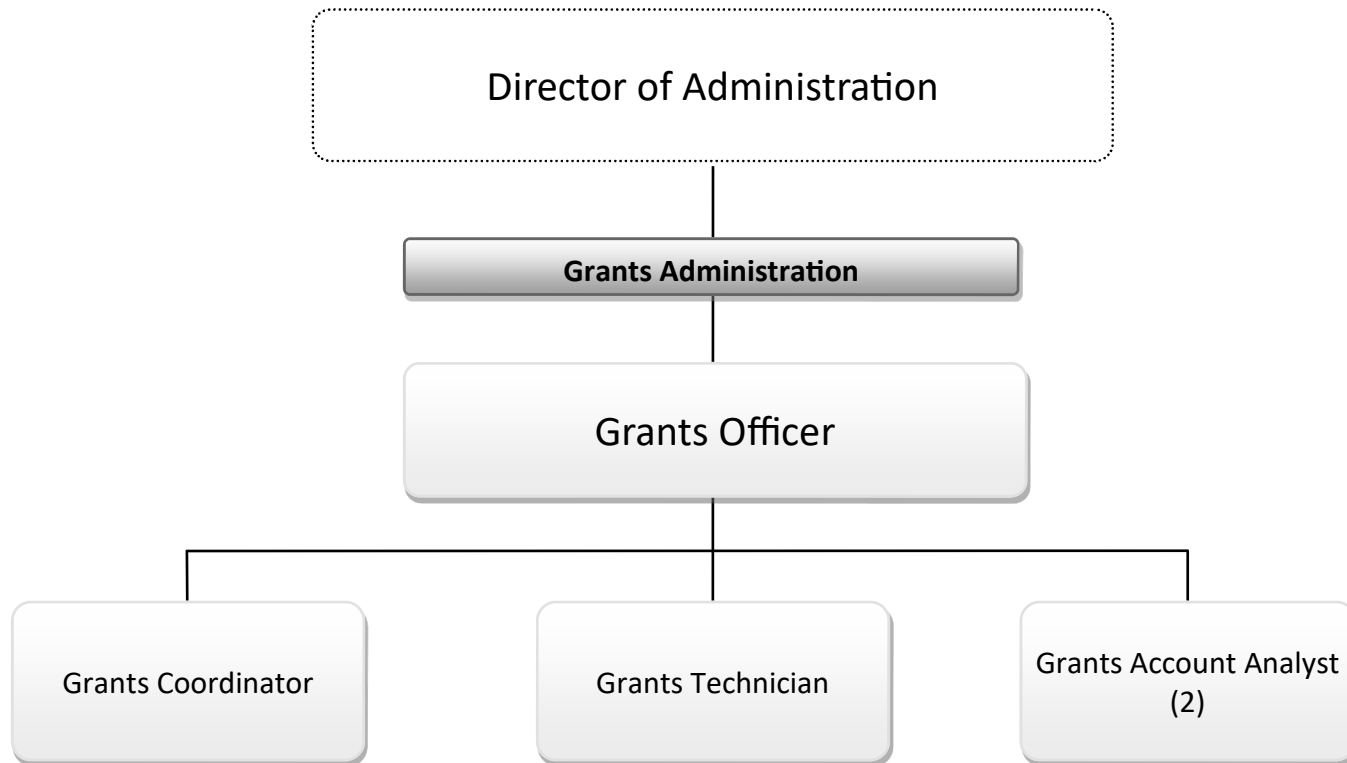 Director of Administration
Grants Administration
Grants Officer
Grants Coordinator
Grants Technician
Grants Account Analyst
(2)